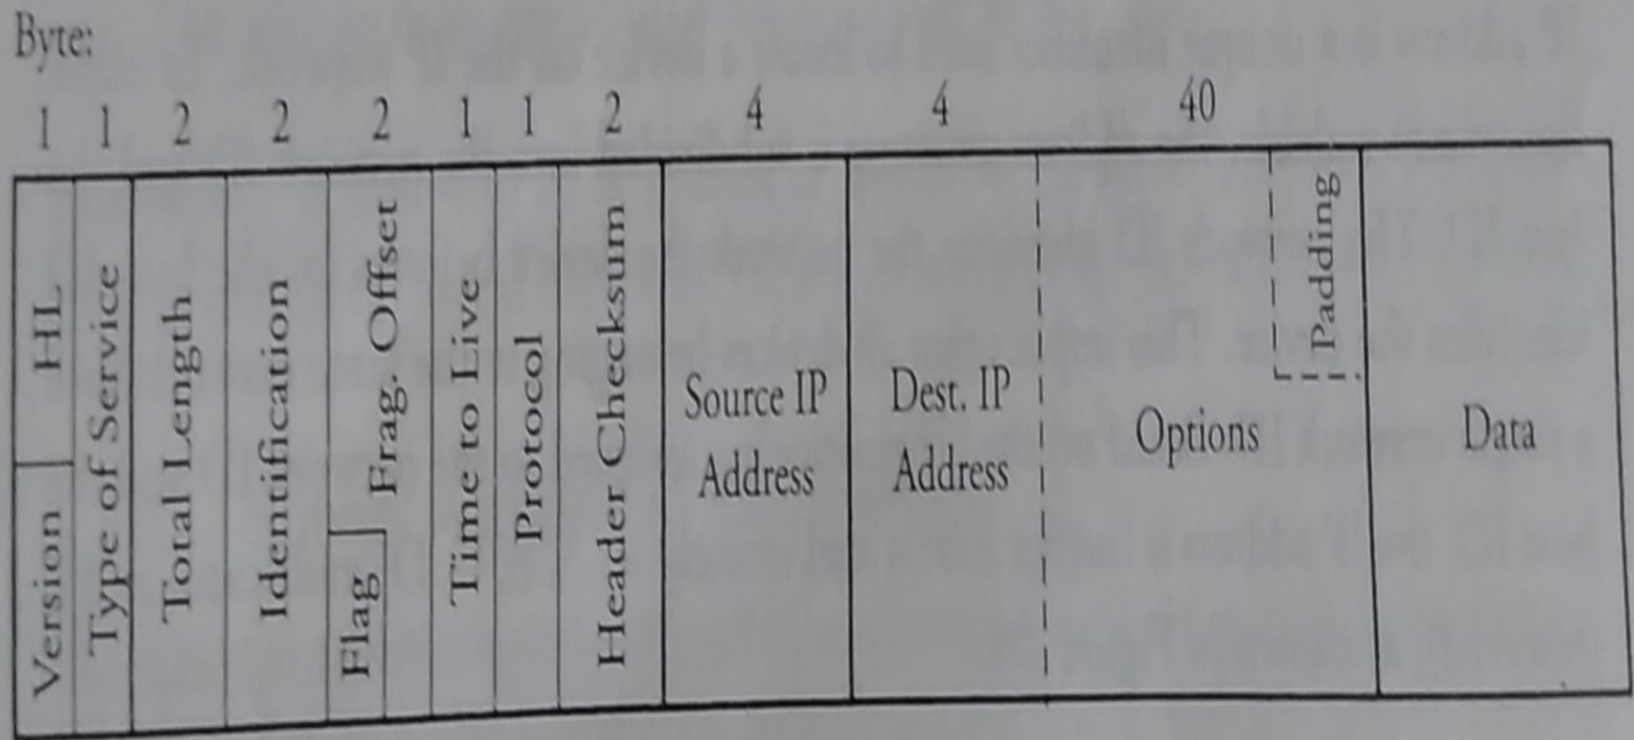 Byte:
1 1 2 2 2 1 1 2 4 4 40
Version
HL
Type of Service
Total Length
Identification
Flag
Frag. Offset
Time to Live
Protocol
Header Checksum
Source IP
Address
Dest. IP
Address
Options
Padding
Data